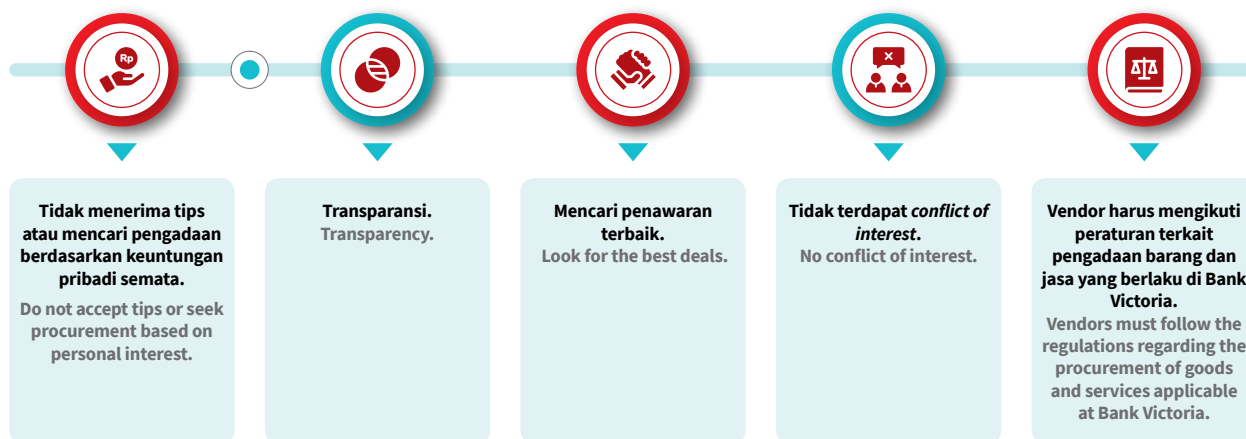 Rp
Tidak menerima tips
atau mencari pengadaan
berdasarkan keuntungan
pribadi semata.
Do not accept tips or seek
procurement based on
personal interest.
Transparansi.
Transparency.
Mencari penawaran
terbaik.
Look for the best deals.
Tidak terdapat conflict of
interest.
No conflict of interest.
Vendor harus mengikuti
peraturan terkait
pengadaan barang dan
jasa yang berlaku di Bank
Victoria.
Vendors must follow the
regulations regarding the
procurement of goods
and services applicable
at Bank Victoria.